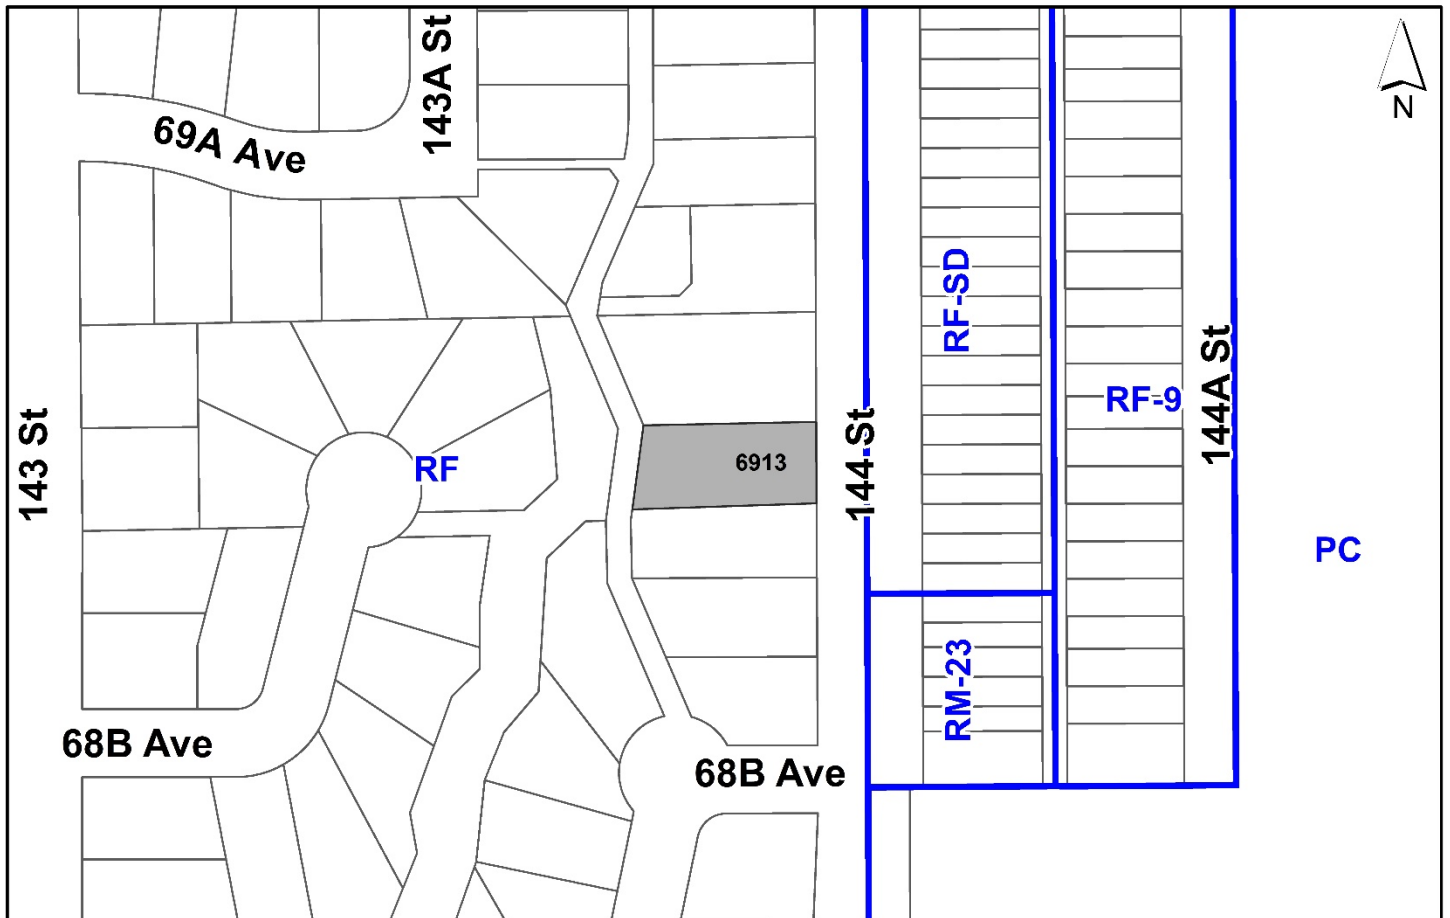 143A St
69A Ave
N
RF-SD
144A St
RF-9
143 St
RF
6913
144 St
PC
RM-23
68B Ave
68B Ave